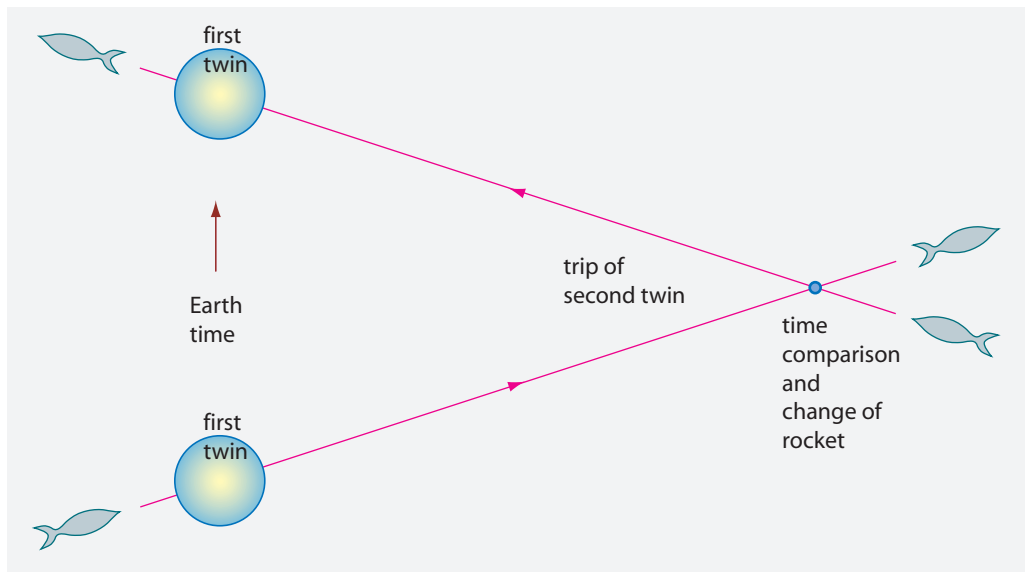 first
twin
trip of
second twin
Earth
time
time
comparison
and
change of
rocket
first
twin